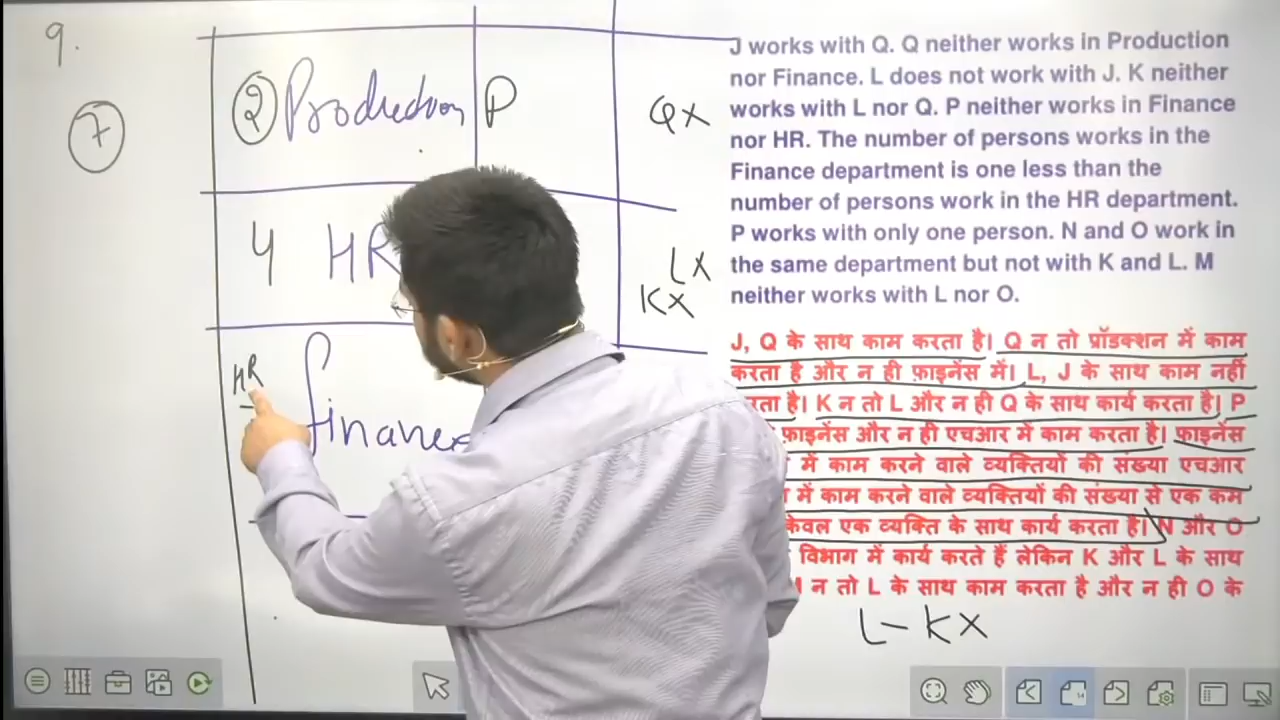 9.
7
2 Production P
QX
4 HR
LX
KX
HR
finance
J works with Q. Q neither works in Production
nor Finance. L does not work with J. K neither
works with L nor Q. P neither works in Finance
nor HR. The number of persons works in the
Finance department is one less than the
number of persons work in the HR department.
P works with only one person. N and O work in
the same department but not with K and L. M
neither works with L nor O.
J, Q के साथ काम करता है। Q न तो प्रॉडक्शन में काम
करता है और न ही फ़ाइनेंस में। L, J के साथ काम नहीं
रता है। K न तो L और न ही Q के साथ कार्य करता है। P
फ़ाइनेंस और न ही एचआर में काम करता है। फ़ाइनेंस
में काम करने वाले व्यक्तियों की संख्या एचआर
में काम करने वाले व्यक्तियों की संख्या से एक कम
केवल एक व्यक्ति के साथ कार्य करता है। N और O
विभाग में कार्य करते हैं लेकिन K और L के साथ
न तो L के साथ काम करता है और न ही O के
L - KX